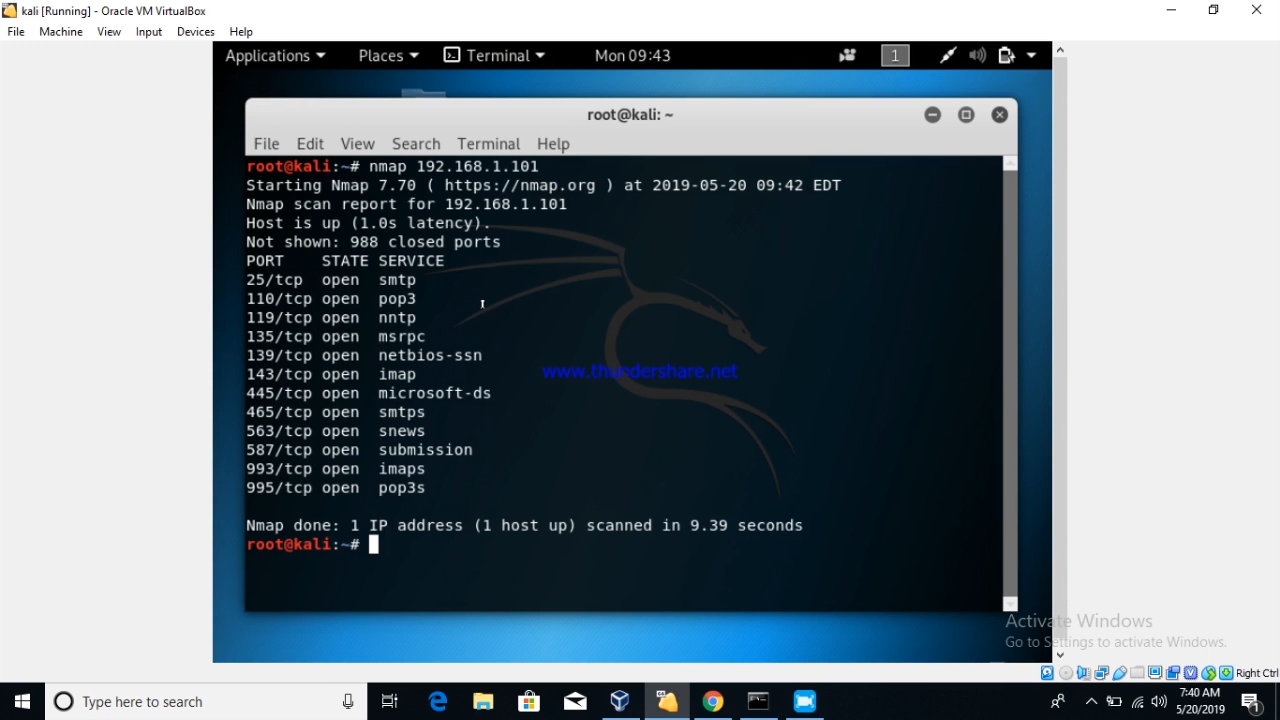 kali [Running] - Oracle VM VirtualBox
File Machine View Input Devices Help
Applications Places Terminal Mon 09:43 1
root@kali: ~
File Edit View Search Terminal Help
root@kali:~# nmap 192.168.1.101
Starting Nmap 7.70 ( https://nmap.org ) at 2019-05-20 09:42 EDT
Nmap scan report for 192.168.1.101
Host is up (1.0s latency).
Not shown: 988 closed ports
PORT STATE SERVICE
25/tcp open smtp
110/tcp open pop3
119/tcp open nntp
135/tcp open msrpc
139/tcp open netbios-ssn
143/tcp open imap
445/tcp open microsoft-ds
465/tcp open smtps
563/tcp open snews
587/tcp open submission
993/tcp open imaps
995/tcp open pop3s
www.thundershare.net
Nmap done: 1 IP address (1 host up) scanned in 9.39 seconds
root@kali:~#
Activate Windows
Go to Settings to activate Windows.
Right Ctrl
Type here to search
7:40 AM
5/20/2019
1